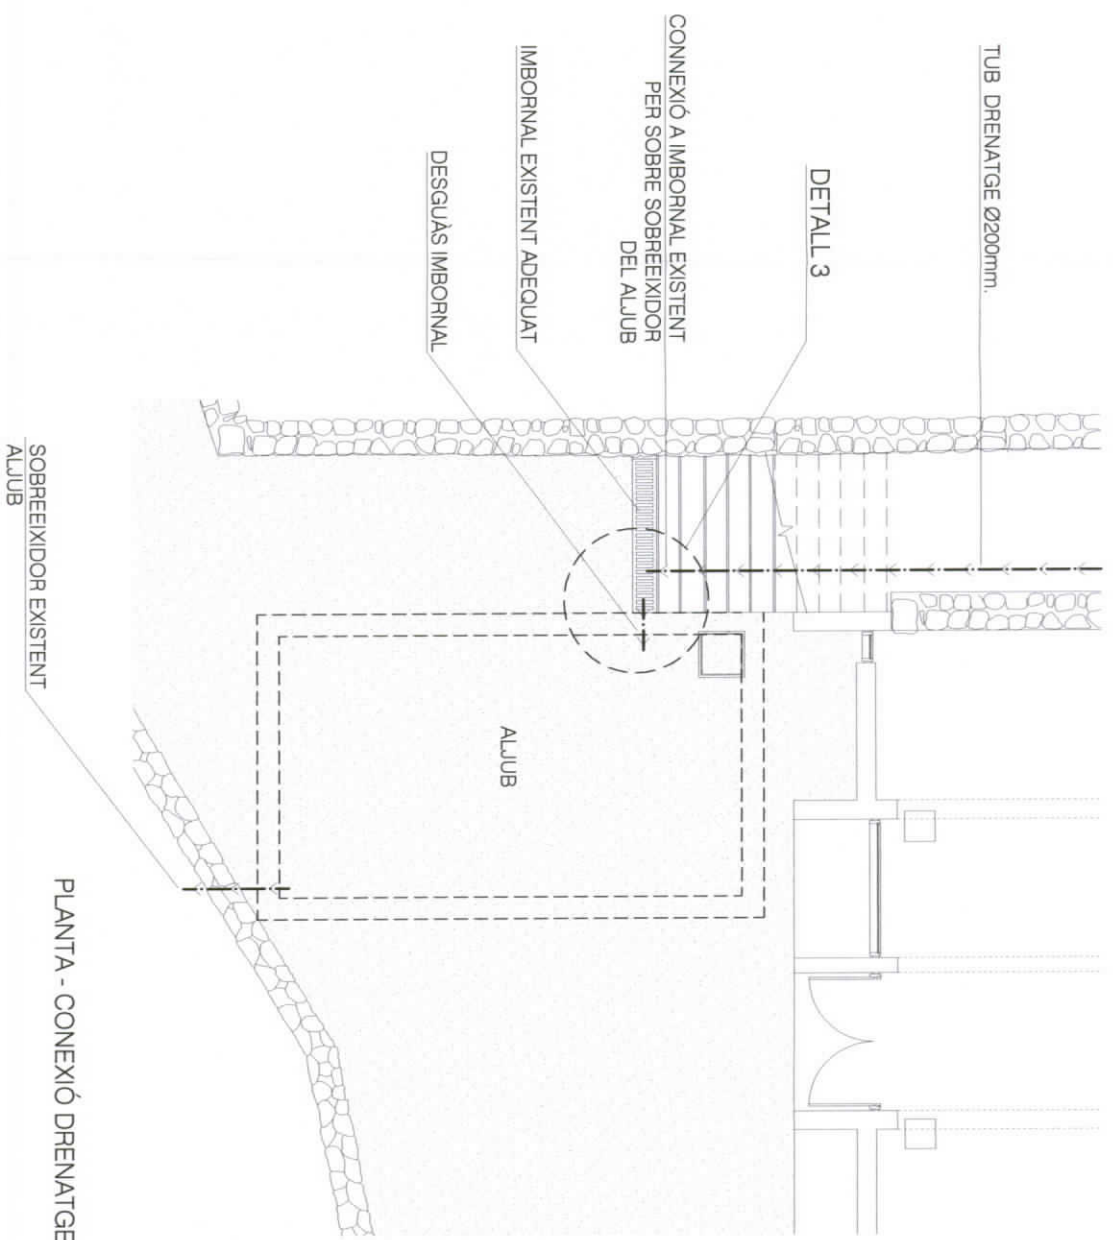 TUB DRENATGE Ø200mm.
DETALL 3
CONNEXIÓ A IMBORNAL EXISTENT
PER SOBRE SOBREEIXIDOR
DEL ALJUB
IMBORNAL EXISTENT ADEQUAT
DESGUÀS IMBORNAL
ALJUB
SOBREEIXIDOR EXISTENT
ALJUB
PLANTA - CONEXIÓ DRENATGE